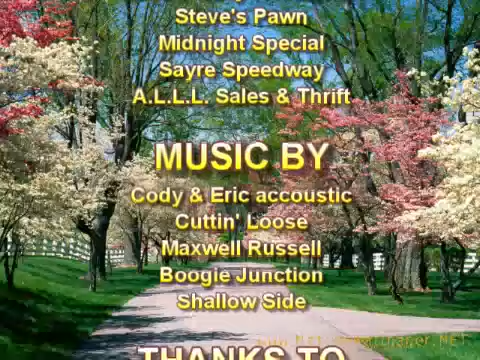 Steve's Pawn
Midnight Special
Sayre Speedway
A.L.L.L. Sales & Thrift
MUSIC BY
Cody & Eric accoustic
Cuttin' Loose
Maxwell Russell
Boogie Junction
Shallow Side
THANKS TO